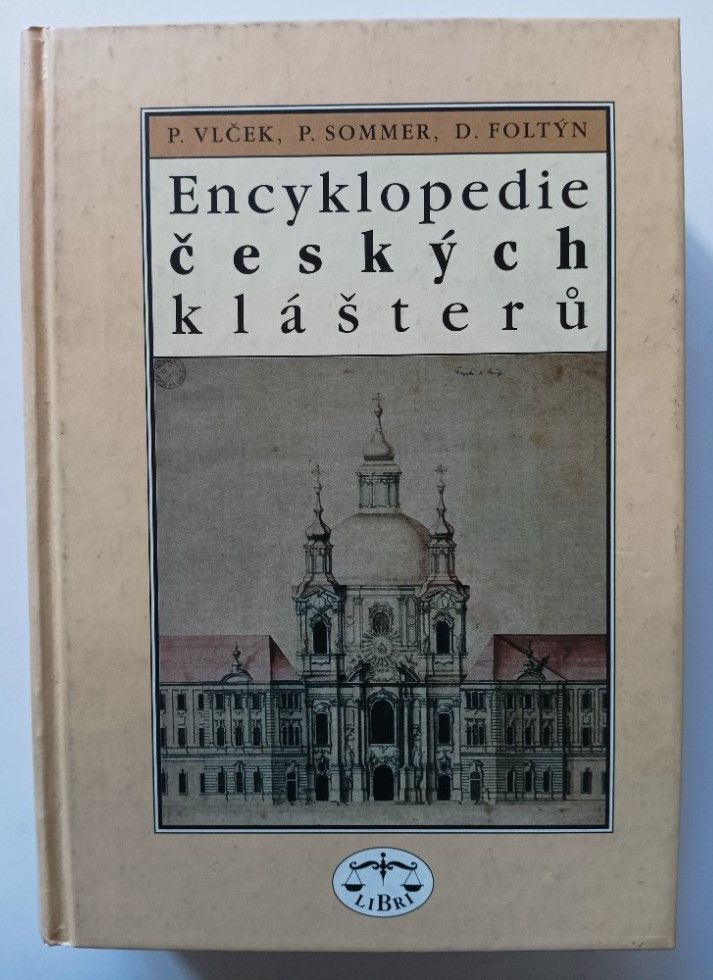 P. VLČEK, P. SOMMER, D. FOLTÝN
Encyklopedie
českých
klášterů
LIBRI